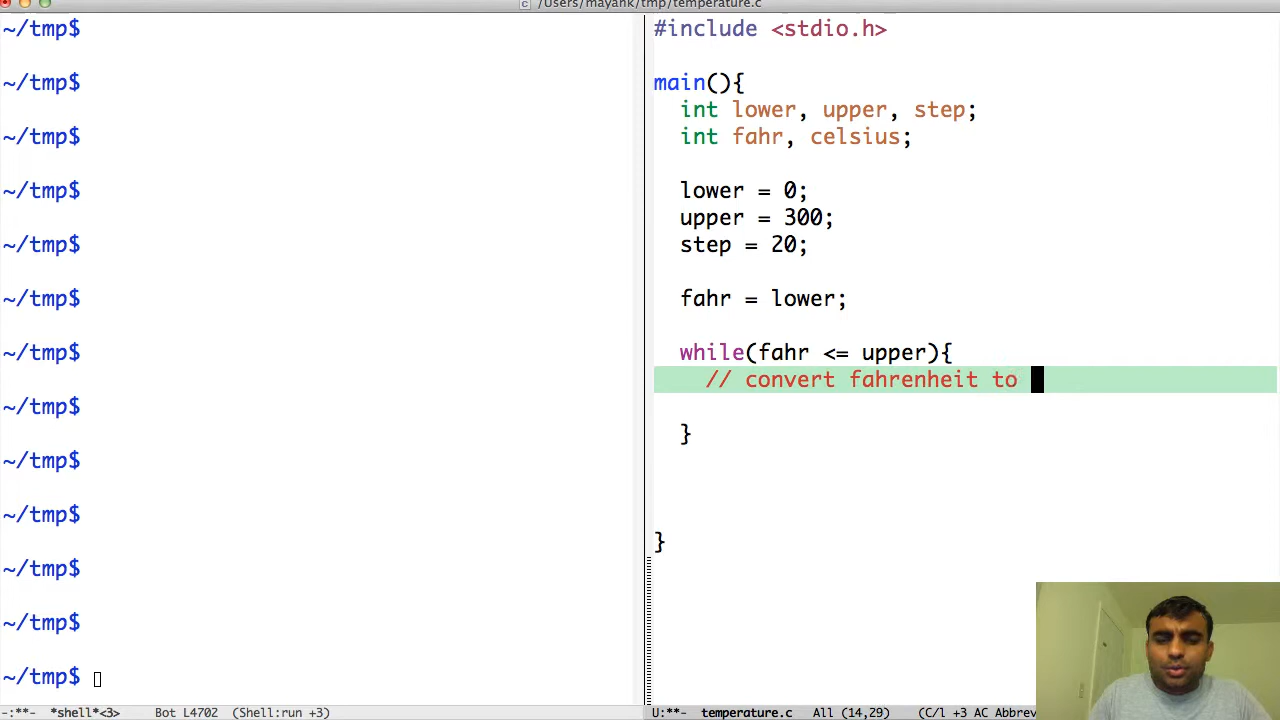 /Users/mayank/tmp/temperature.c
~/tmp$
~/tmp$
~/tmp$
~/tmp$
~/tmp$
~/tmp$
~/tmp$
~/tmp$
~/tmp$
~/tmp$
~/tmp$
~/tmp$
~/tmp$
-:**-  *shell*<3>     Bot L4702  (Shell:run +3)
#include <stdio.h>
main(){
int lower, upper, step;
int fahr, celsius;
lower = 0;
upper = 300;
step = 20;
fahr = lower;
while(fahr <= upper){
// convert fahrenheit to
}
}
U:**-  temperature.c   All (14,29)   (C/l +3 AC Abbrev